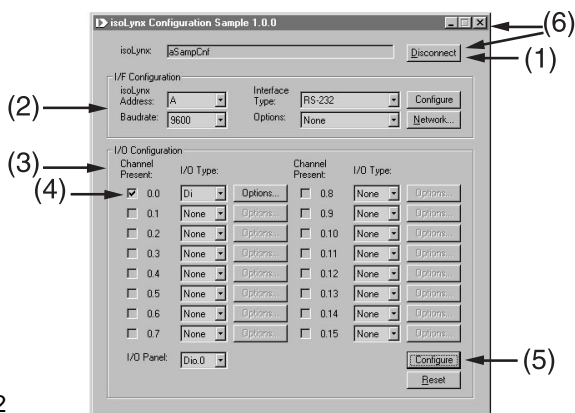 isoLynx Configuration Sample 1.0.0
(6)
isoLynx: aSampCnf Disconnect
(1)
I/F Configuration
isoLynx Address: A Interface Type: RS-232 Configure
(2)
Baudrate: 9600 Options: None Network...
I/O Configuration
(3)
Channel Present: I/O Type: Channel Present: I/O Type:
(4)
0.0 Di Options... 0.8 None Options...
0.1 None Options... 0.9 None Options...
0.2 None Options... 0.10 None Options...
0.3 None Options... 0.11 None Options...
0.4 None Options... 0.12 None Options...
0.5 None Options... 0.13 None Options...
0.6 None Options... 0.14 None Options...
0.7 None Options... 0.15 None Options...
I/O Panel: Dio.0 Configure
(5)
Reset
2